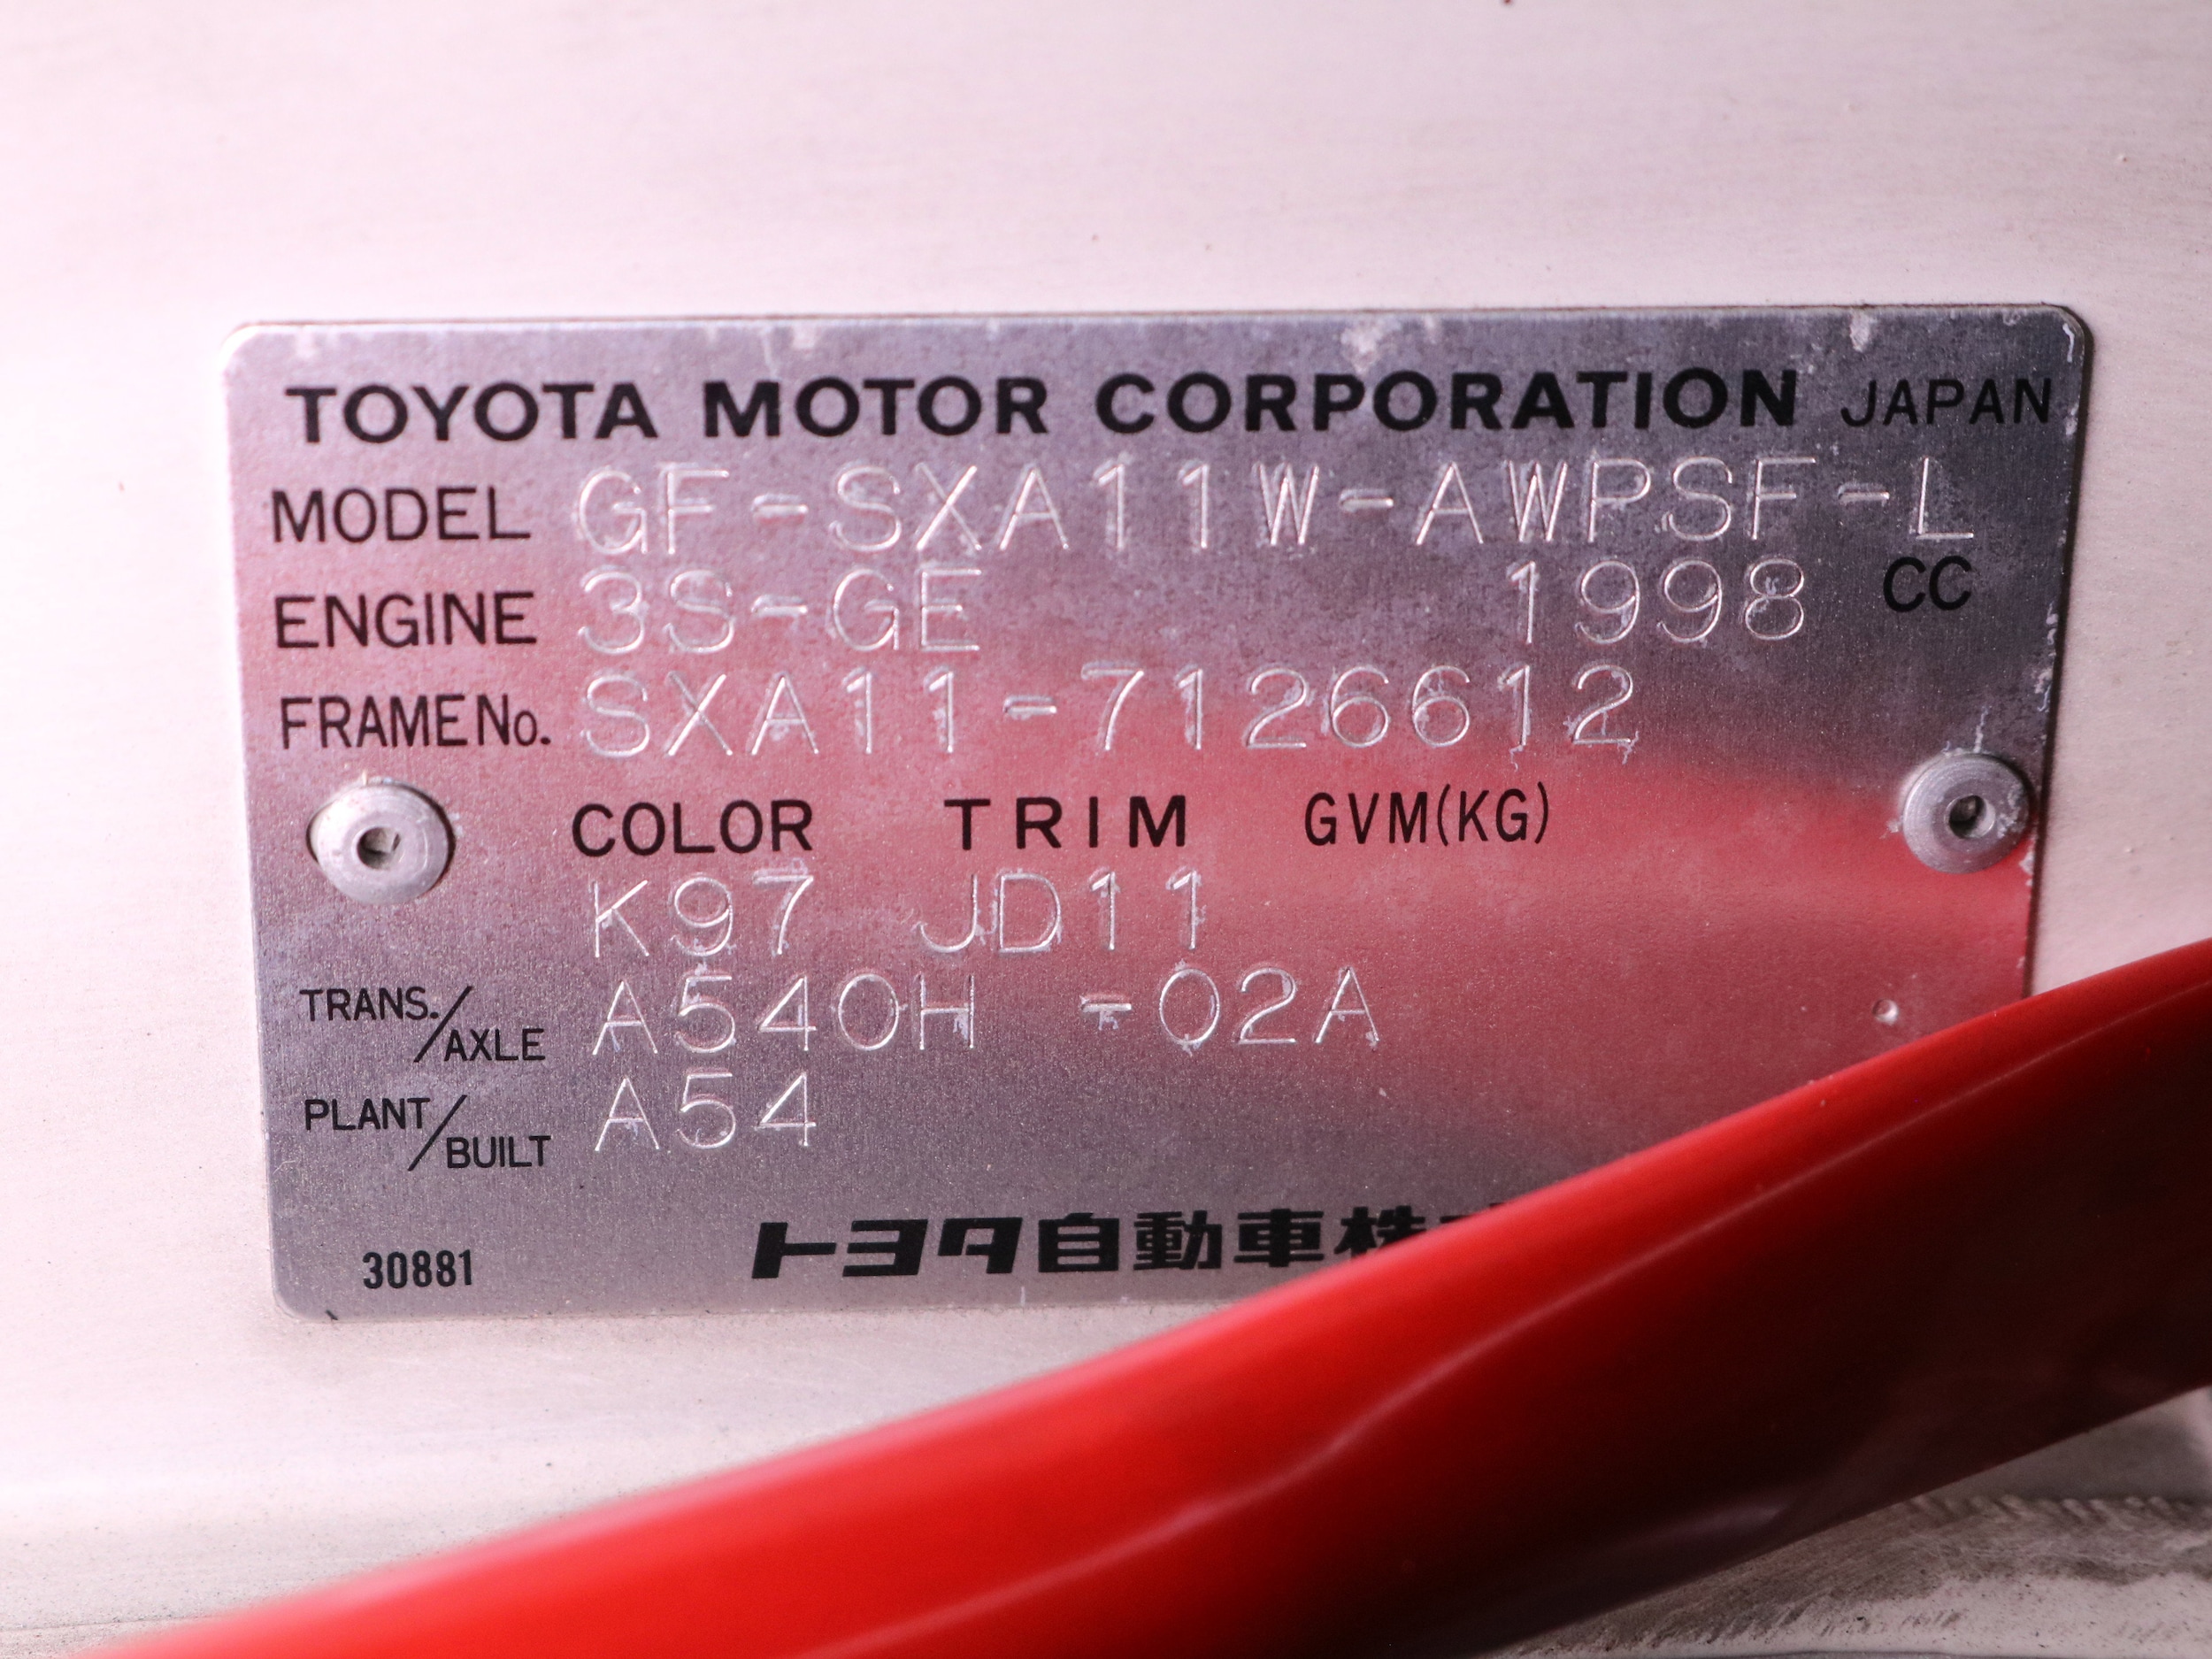 TOYOTA MOTOR CORPORATION JAPAN
MODEL GF-SXA11W-AWPSF-L
ENGINE 3S-GE 1998 CC
FRAME No. SXA11-7126612
COLOR TRIM GVM(KG)
K97 JD11
TRANS./AXLE A540H -02A
PLANT/BUILT A54
トヨタ自動車株
30881